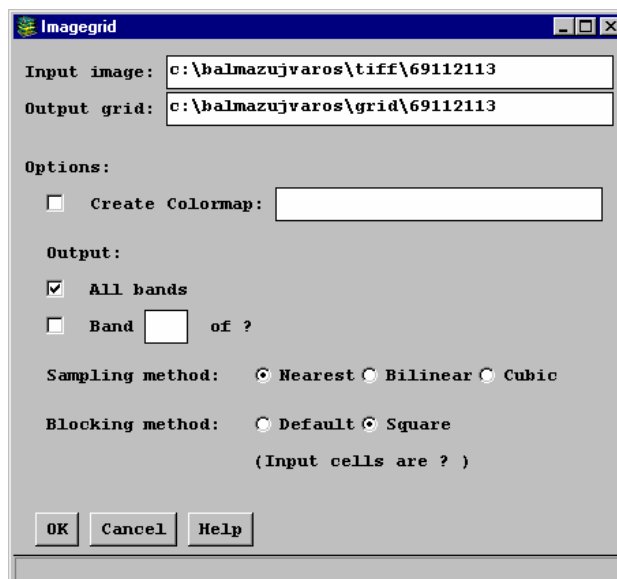 Imagegrid
Input image: c:\balmazujvaros\tiff\69112113
Output grid: c:\balmazujvaros\grid\69112113
Options:
Create Colormap:
Output:
All bands
Band of ?
Sampling method: Nearest Bilinear Cubic
Blocking method: Default Square
(Input cells are ? )
OK Cancel Help